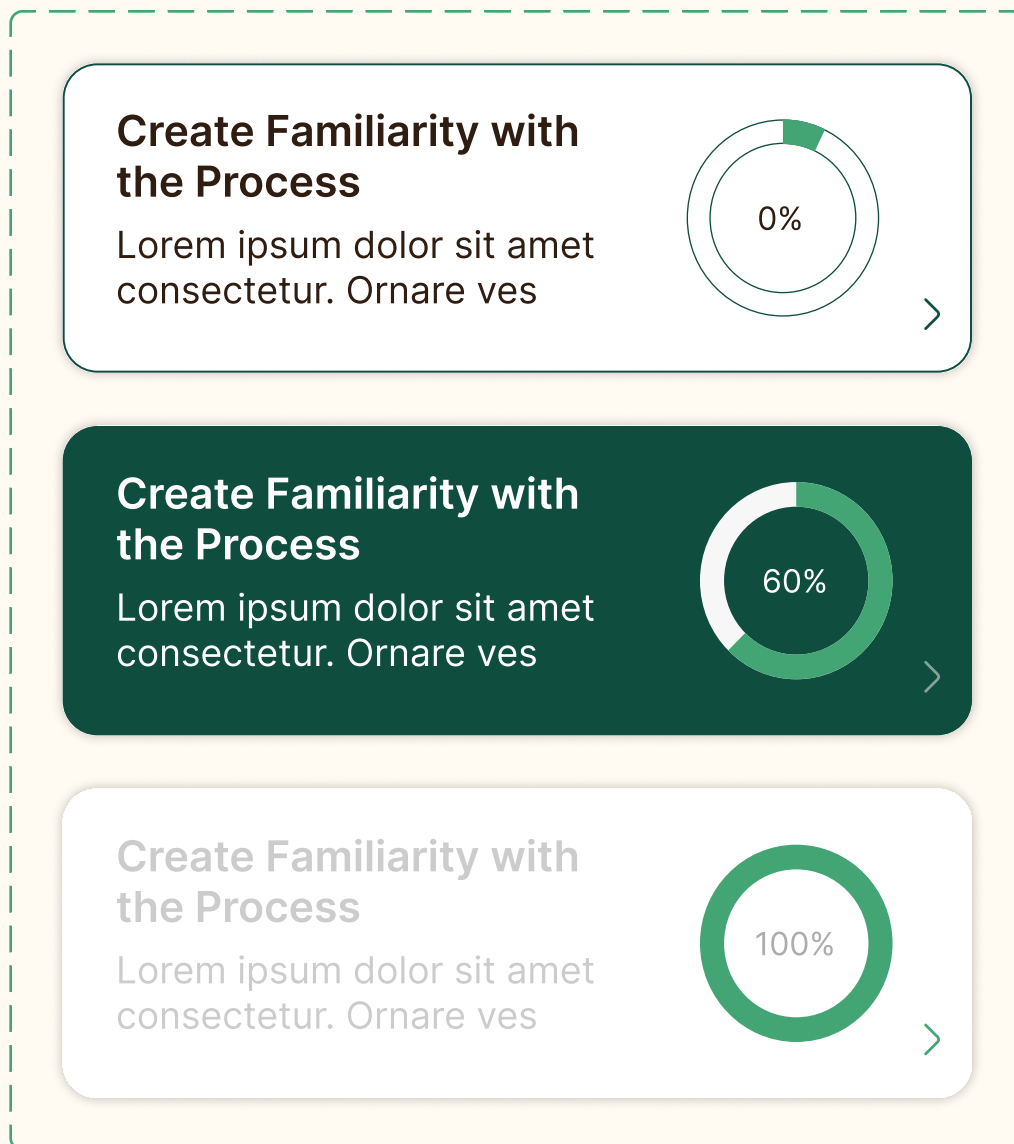 Create Familiarity with
the Process
Lorem ipsum dolor sit amet
consectetur. Ornare ves
0%
Create Familiarity with
the Process
Lorem ipsum dolor sit amet
consectetur. Ornare ves
60%
Create Familiarity with
the Process
Lorem ipsum dolor sit amet
consectetur. Ornare ves
100%